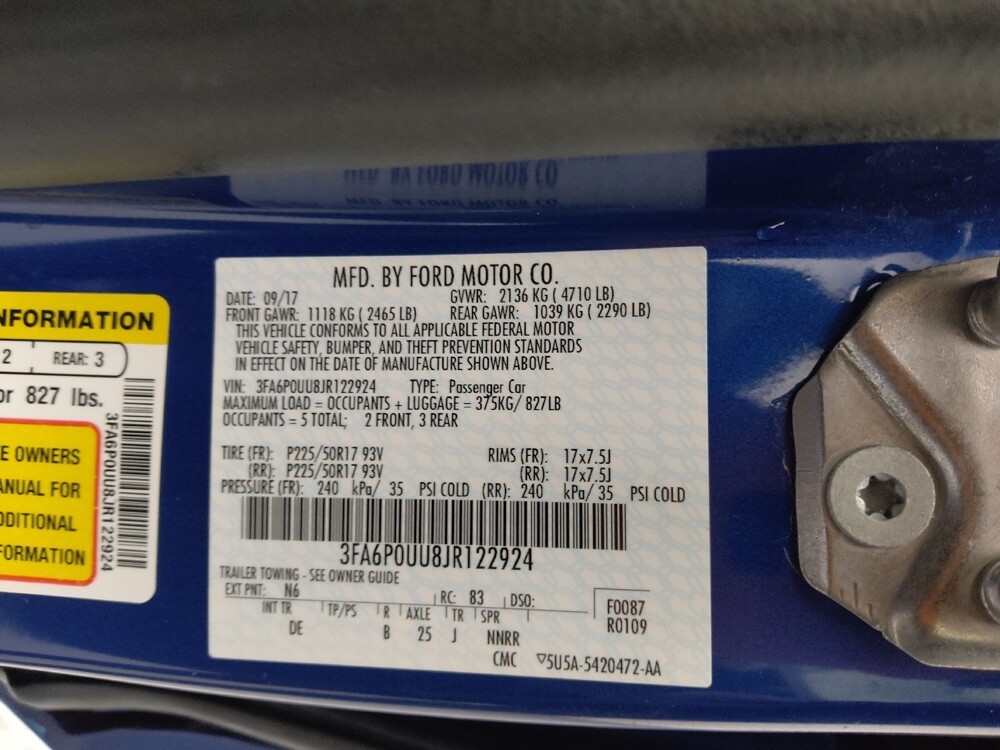 MFD. BY FORD MOTOR CO
NFORMATION
2 REAR: 3
or 827 lbs.
E OWNERS
ANUAL FOR
DDITIONAL
FORMATION
3FA6P0UU8JR122924
MFD. BY FORD MOTOR CO.
DATE: 09/17 GVWR: 2136 KG ( 4710 LB)
FRONT GAWR: 1118 KG ( 2465 LB) REAR GAWR: 1039 KG ( 2290 LB)
THIS VEHICLE CONFORMS TO ALL APPLICABLE FEDERAL MOTOR
VEHICLE SAFETY, BUMPER, AND THEFT PREVENTION STANDARDS
IN EFFECT ON THE DATE OF MANUFACTURE SHOWN ABOVE.
VIN: 3FA6P0UU8JR122924 TYPE: Passenger Car
MAXIMUM LOAD = OCCUPANTS + LUGGAGE = 375KG/ 827LB
OCCUPANTS = 5 TOTAL; 2 FRONT, 3 REAR
TIRE (FR): P225/50R17 93V RIMS (FR): 17x7.5J
(RR): P225/50R17 93V (RR): 17x7.5J
PRESSURE (FR): 240 kPa/ 35 PSI COLD (RR): 240 kPa/ 35 PSI COLD
3FA6P0UU8JR122924
TRAILER TOWING - SEE OWNER GUIDE
EXT PNT: N6 RC: 83 DSO:
INT TR TP/PS R AXLE TR SPR
DE B 25 J NNRR
F0087
R0109
CMC ▽5U5A-5420472-AA